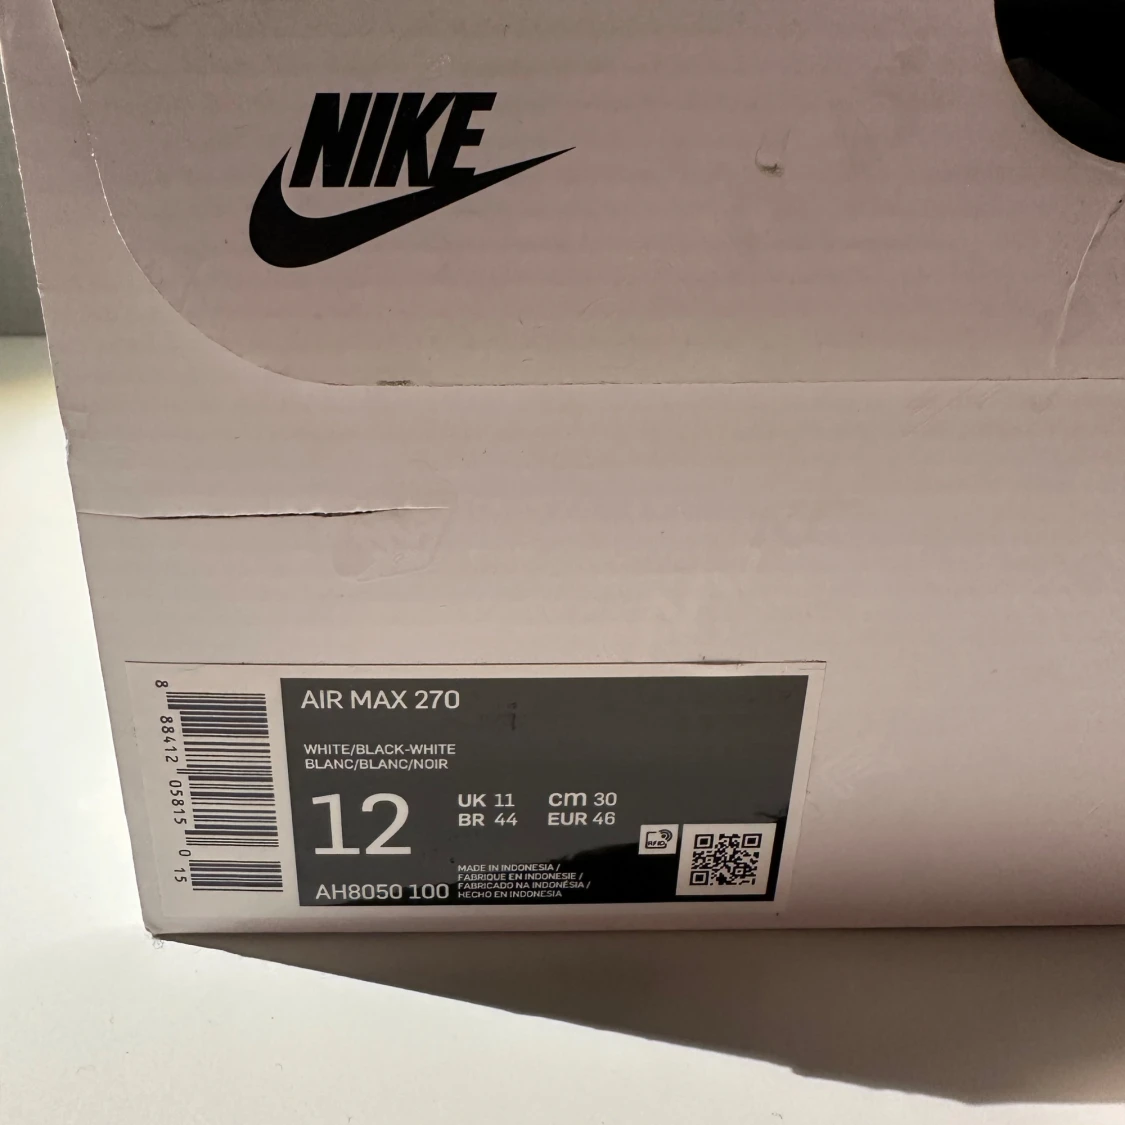 NIKE
8
88412
05815
0
15
AIR MAX 270
WHITE/BLACK-WHITE
BLANC/BLANC/NOIR
12
UK 11
cm 30
BR 44
EUR 46
RFID
MADE IN INDONESIA /
FABRIQUE EN INDONESIE /
FABRICADO NA INDONÉSIA /
HECHO EN INDONESIA
AH8050 100